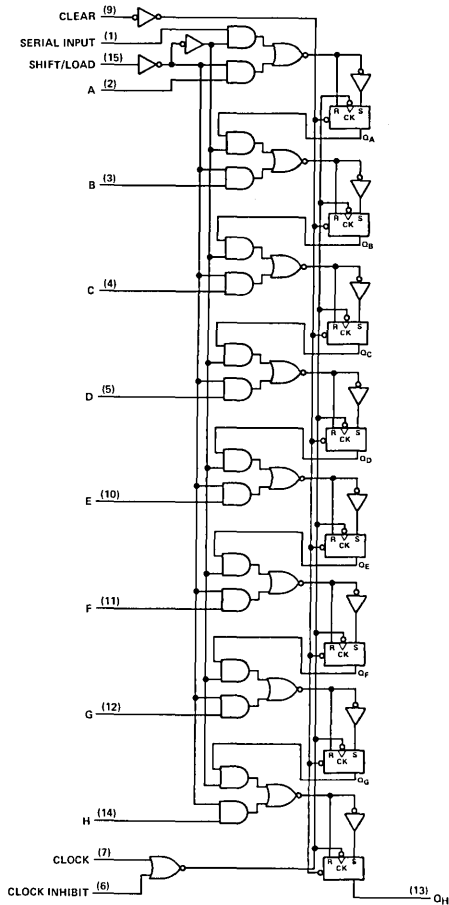 CLEAR (9)
SERIAL INPUT (1)
SHIFT/LOAD (15)
A (2)
R S
CK
QA
B (3)
R S
CK
QB
C (4)
R S
CK
QC
D (5)
R S
CK
QD
E (10)
R S
CK
QE
F (11)
R S
CK
QF
G (12)
R S
CK
QG
H (14)
R S
CK
CLOCK (7)
CLOCK INHIBIT (6)
(13) QH